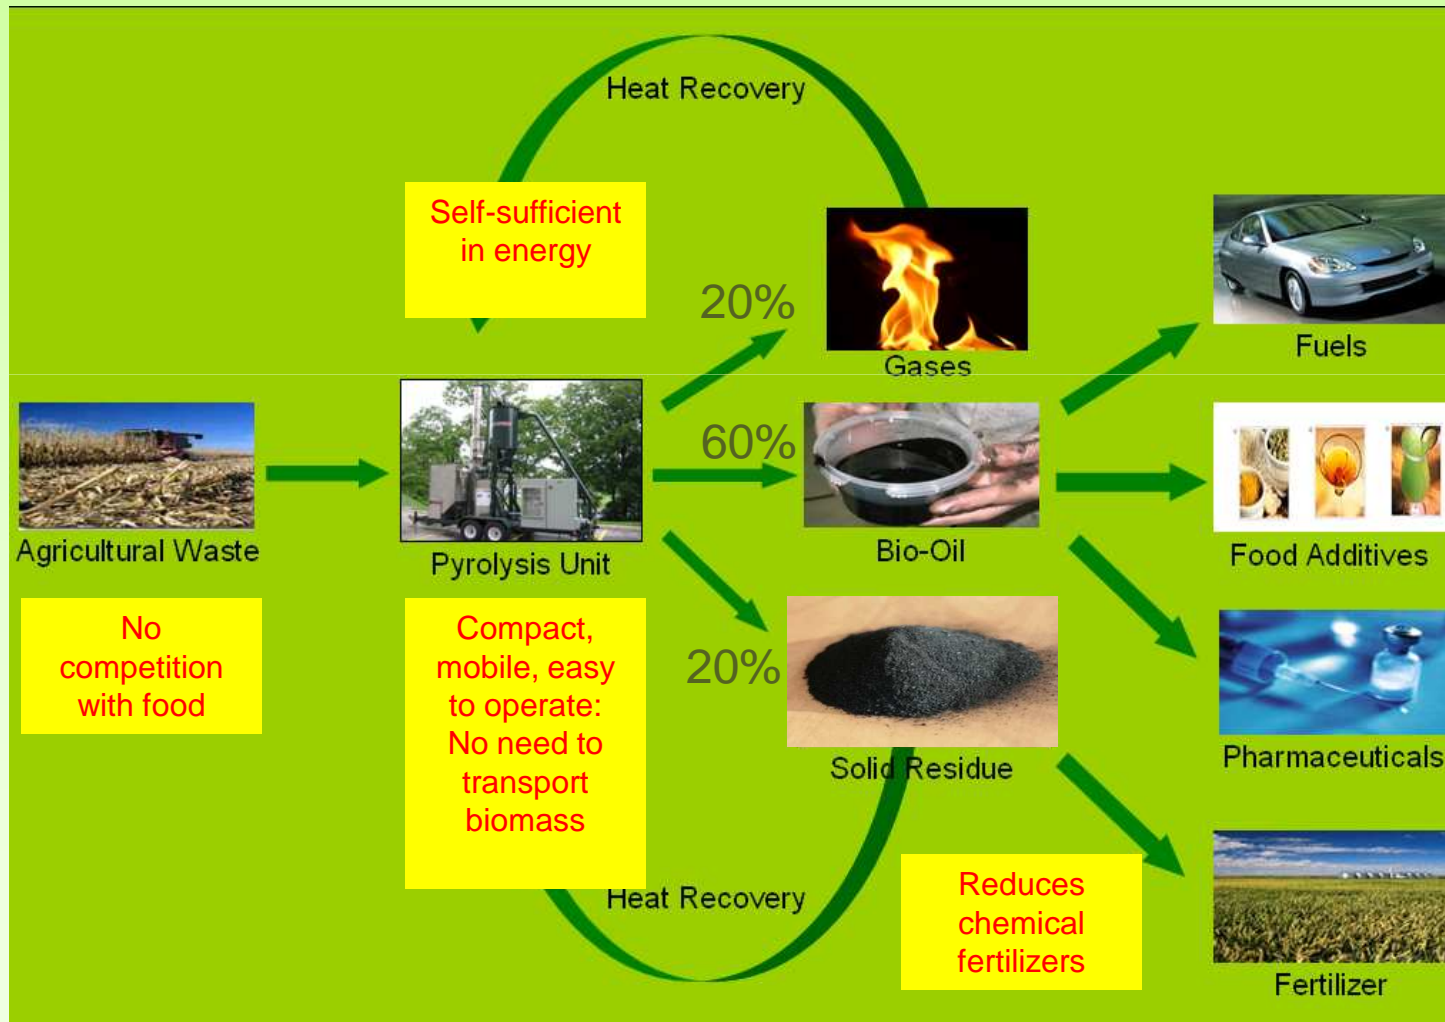 Heat Recovery
Self-sufficient
in energy
20%
Gases
Fuels
60%
Agricultural Waste
Pyrolysis Unit
Bio-Oil
Food Additives
No
competition
with food
Compact,
mobile, easy
to operate:
No need to
transport
biomass
20%
Solid Residue
Pharmaceuticals
Heat Recovery
Reduces
chemical
fertilizers
Fertilizer